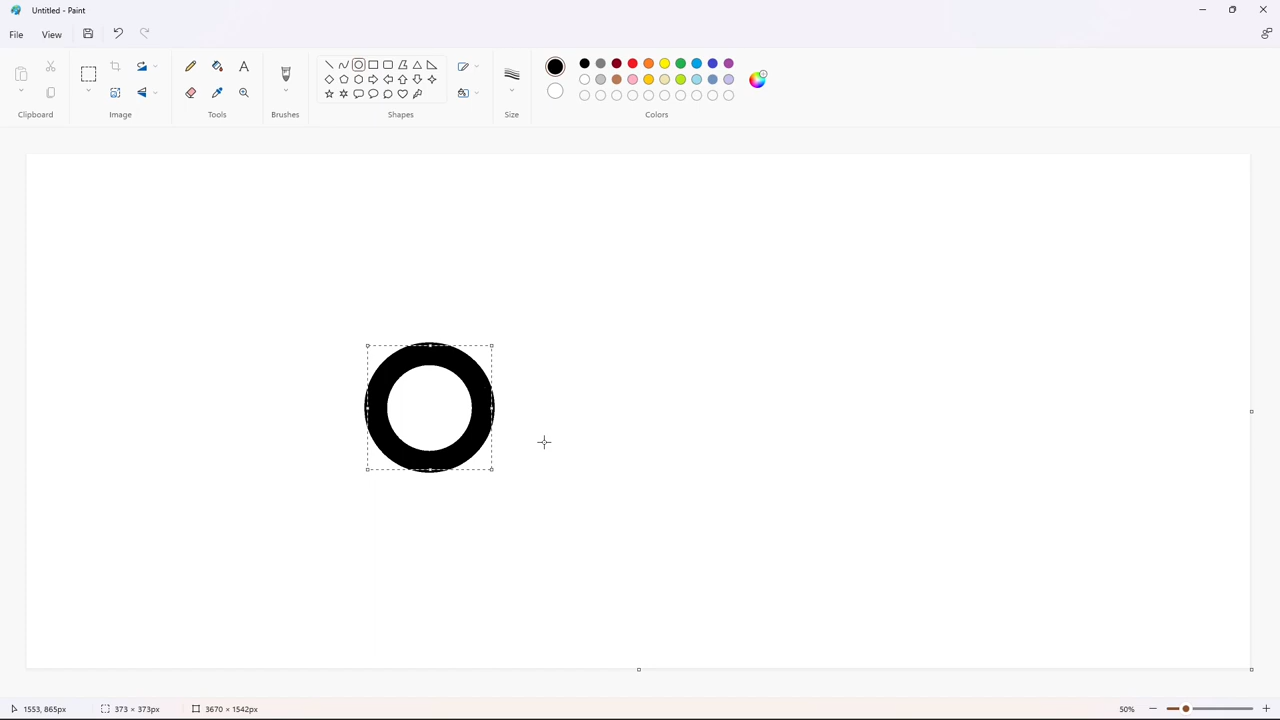 Untitled - Paint
File View
Clipboard
Image
Tools
Brushes
Shapes
Size
Colors
1553, 865px
373 × 373px
3670 × 1542px
50%